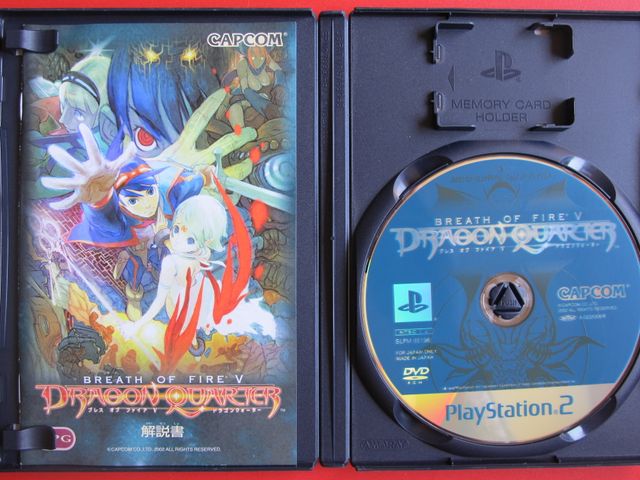 CAPCOM
BREATH OF FIRE V
DRAGON QUARTER
ブレス オブ ファイア V ドラゴンクォーター
解説書
©CAPCOM CO.,LTD. 2002 ALL RIGHTS RESERVED.
MEMORY CARD
HOLDER
BREATH OF FIRE V
DRAGON QUARTER
ブレス オブ ファイア V ドラゴンクォーター
CAPCOM
FOR JAPAN ONLY
MADE IN JAPAN
DVD
PlayStation 2
AMARAY